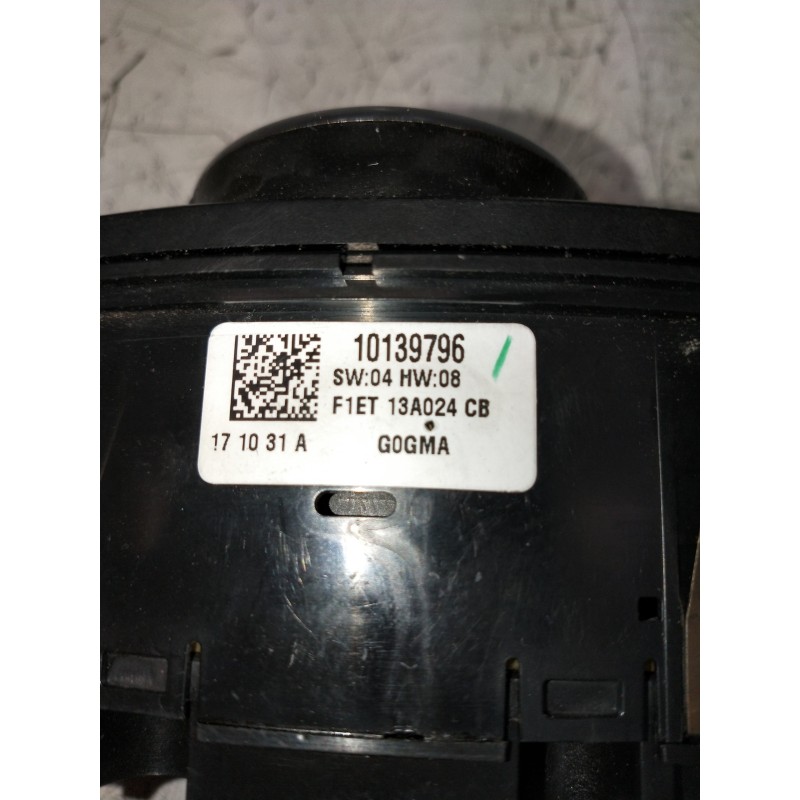 10139796
SW:04 HW:08
F1ET 13A024 CB
17 10 31 A G0GMA